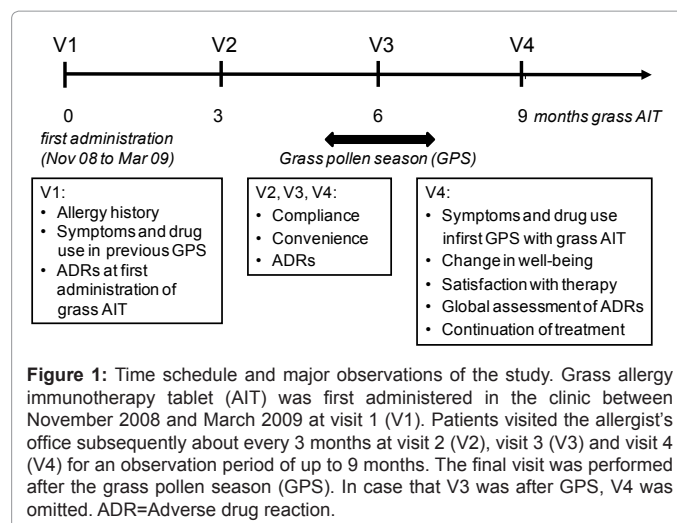 V1 V2 V3 V4
0 3 6 9 months grass AIT
first administration
(Nov 08 to Mar 09)
Grass pollen season (GPS)
V1:
• Allergy history
• Symptoms and drug
use in previous GPS
• ADRs at first
administration of
grass AIT
V2, V3, V4:
• Compliance
• Convenience
• ADRs
V4:
• Symptoms and drug use
infirst GPS with grass AIT
• Change in well-being
• Satisfaction with therapy
• Global assessment of ADRs
• Continuation of treatment
Figure 1: Time schedule and major observations of the study. Grass allergy
immunotherapy tablet (AIT) was first administered in the clinic between
November 2008 and March 2009 at visit 1 (V1). Patients visited the allergist's
office subsequently about every 3 months at visit 2 (V2), visit 3 (V3) and visit 4
(V4) for an observation period of up to 9 months. The final visit was performed
after the grass pollen season (GPS). In case that V3 was after GPS, V4 was
omitted. ADR=Adverse drug reaction.